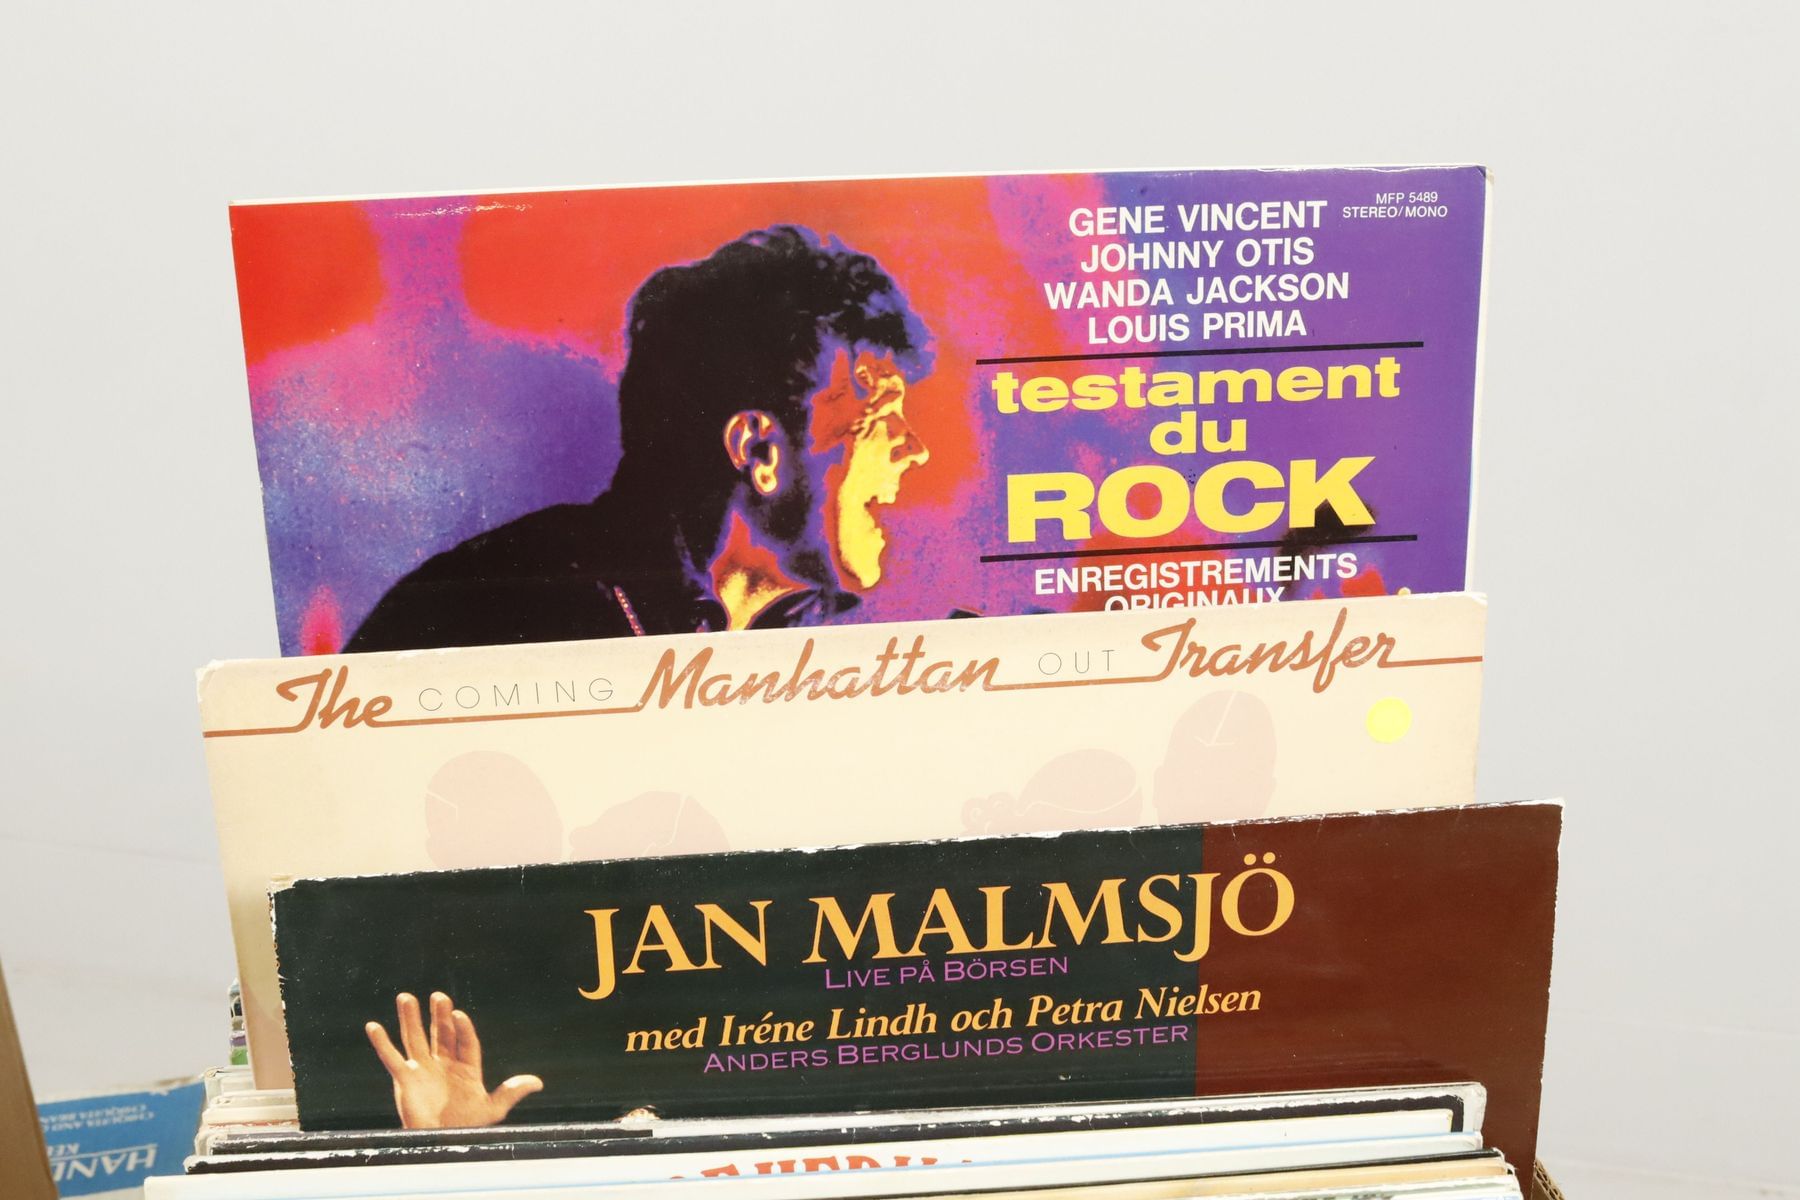 GENE VINCENT
JOHNNY OTIS
WANDA JACKSON
LOUIS PRIMA
MFP 5489
STEREO/MONO
testament
du
ROCK
ENREGISTREMENTS
ORIGINAUX
The COMING Manhattan OUT Transfer
JAN MALMSJÖ
LIVE PÅ BÖRSEN
med Iréne Lindh och Petra Nielsen
ANDERS BERGLUNDS ORKESTER